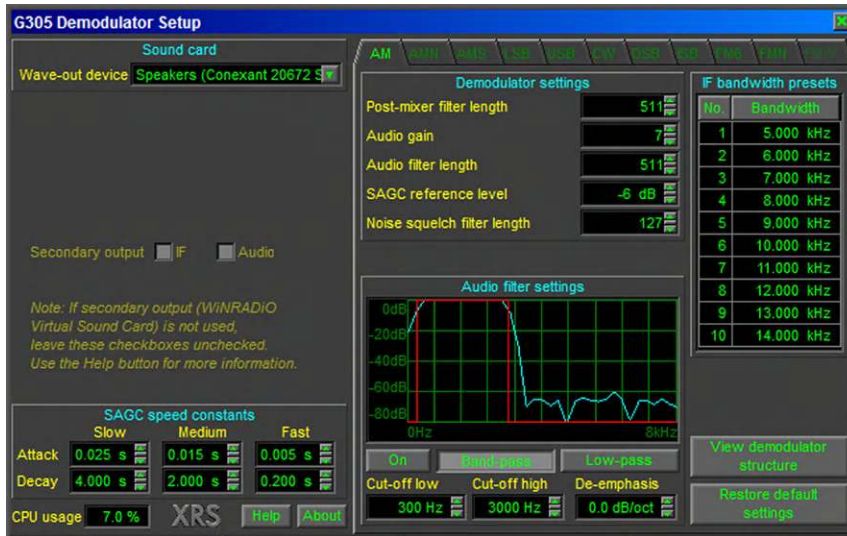 G305 Demodulator Setup
Sound card
Wave-out device Speakers (Conexant 20672 S
Secondary output IF Audio
Note: If secondary output (WiNRADiO
Virtual Sound Card) is not used,
leave these checkboxes unchecked.
Use the Help button for more information.
SAGC speed constants
Slow Medium Fast
Attack 0.025 s 0.015 s 0.005 s
Decay 4.000 s 2.000 s 0.200 s
CPU usage 7.0 % XRS Help About
AM AMN AMS LSB USB CW DSB ISB FM6 FMN
Demodulator settings
Post-mixer filter length 511
Audio gain 7
Audio filter length 511
SAGC reference level -6 dB
Noise squelch filter length 127
Audio filter settings
0dB
-20dB
-40dB
-60dB
-80dB
0Hz 8kHz
On Band-pass Low-pass
Cut-off low Cut-off high De-emphasis
300 Hz 3000 Hz 0.0 dB/oct
IF bandwidth presets
No. Bandwidth
1 5.000 kHz
2 6.000 kHz
3 7.000 kHz
4 8.000 kHz
5 9.000 kHz
6 10.000 kHz
7 11.000 kHz
8 12.000 kHz
9 13.000 kHz
10 14.000 kHz
View demodulator
structure
Restore default
settings